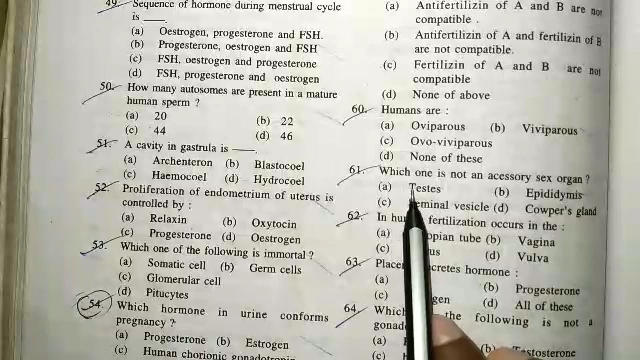 49. Sequence of hormone during menstrual cycle
is ____.
(a) Oestrogen, progesterone and FSH.
(b) Progesterone, oestrogen and FSH
(c) FSH, oestrogen and progesterone
(d) FSH, progesterone and oestrogen
50. How many autosomes are present in a mature
human sperm ?
(a) 20 (b) 22
(c) 44 (d) 46
51. A cavity in gastrula is ____.
(a) Archenteron (b) Blastocoel
(c) Haemocoel (d) Hydrocoel
52. Proliferation of endometrium of uterus is
controlled by :
(a) Relaxin (b) Oxytocin
(c) Progesterone (d) Oestrogen
53. Which one of the following is immortal ?
(a) Somatic cell (b) Germ cells
(c) Glomerular cell
(d) Pitucytes
54. Which hormone in urine conforms
pregnancy ?
(a) Progesterone (b) Estrogen
(c) Human chorionic
(a) Antifertilizin of A and B are not
compatible .
(b) Antifertilizin of A and fertilizin of B
are not compatible.
(c) Fertilizin of A and B are not
compatible
(d) None of above
60. Humans are :
(a) Oviparous (b) Viviparous
(c) Ovo-viviparous
(d) None of these
61. Which one is not an acessory sex organ ?
(a) Testes (b) Epididymis
(c) eminal vesicle (d) Cowper's gland
62. In hu fertilization occurs in the :
(a) opian tube (b) Vagina
(c) us (d) Vulva
63. Place cretes hormone :
(a) (b) Progesterone
(c) gen (d) All of these
64. Which the following is not a
gonad
(b) Testosterone